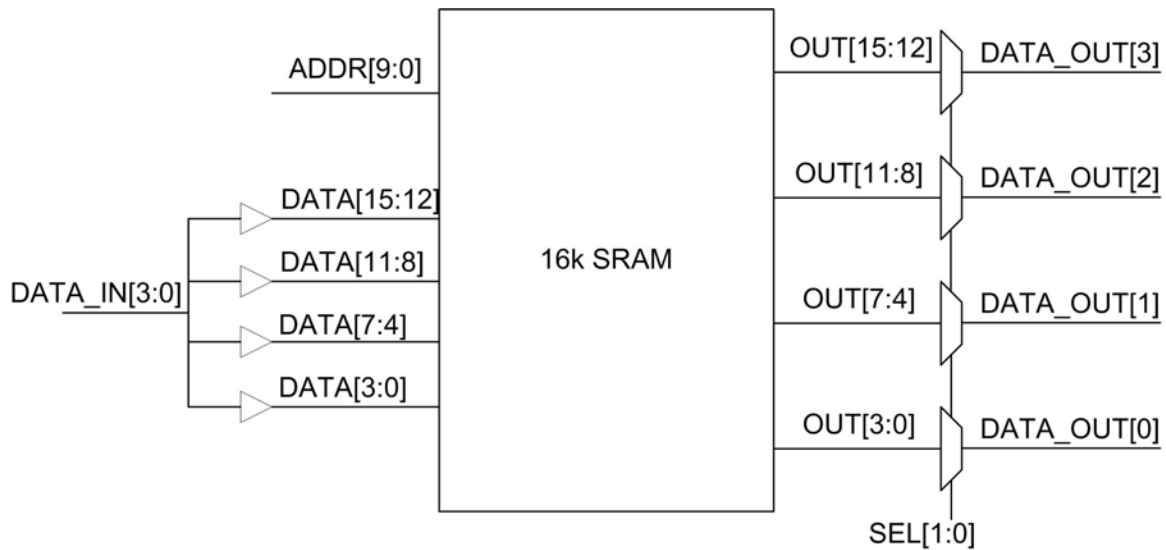 ADDR[9:0]
DATA[15:12]
DATA[11:8]
DATA_IN[3:0]
DATA[7:4]
DATA[3:0]
16k SRAM
OUT[15:12]
DATA_OUT[3]
OUT[11:8]
DATA_OUT[2]
OUT[7:4]
DATA_OUT[1]
OUT[3:0]
DATA_OUT[0]
SEL[1:0]